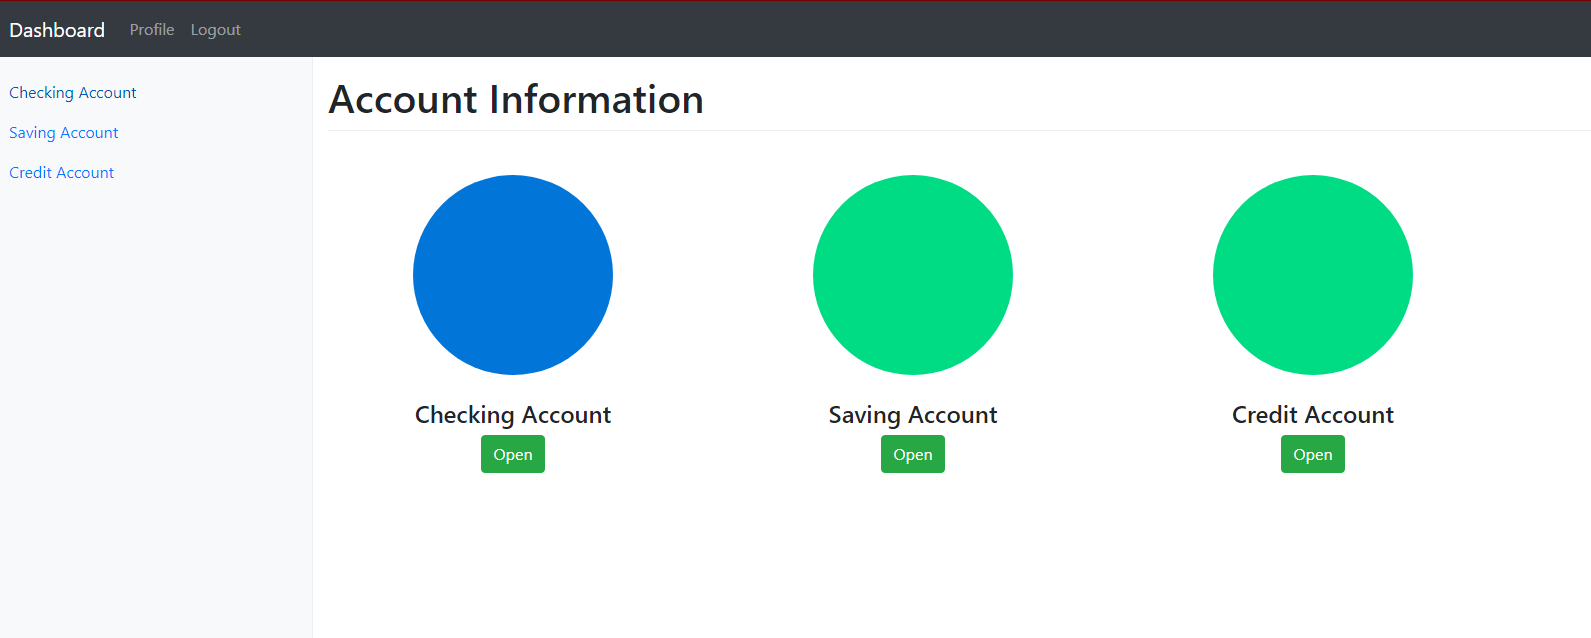 Dashboard Profile Logout
Checking Account
Saving Account
Credit Account
Account Information
Checking Account
Open
Saving Account
Open
Credit Account
Open